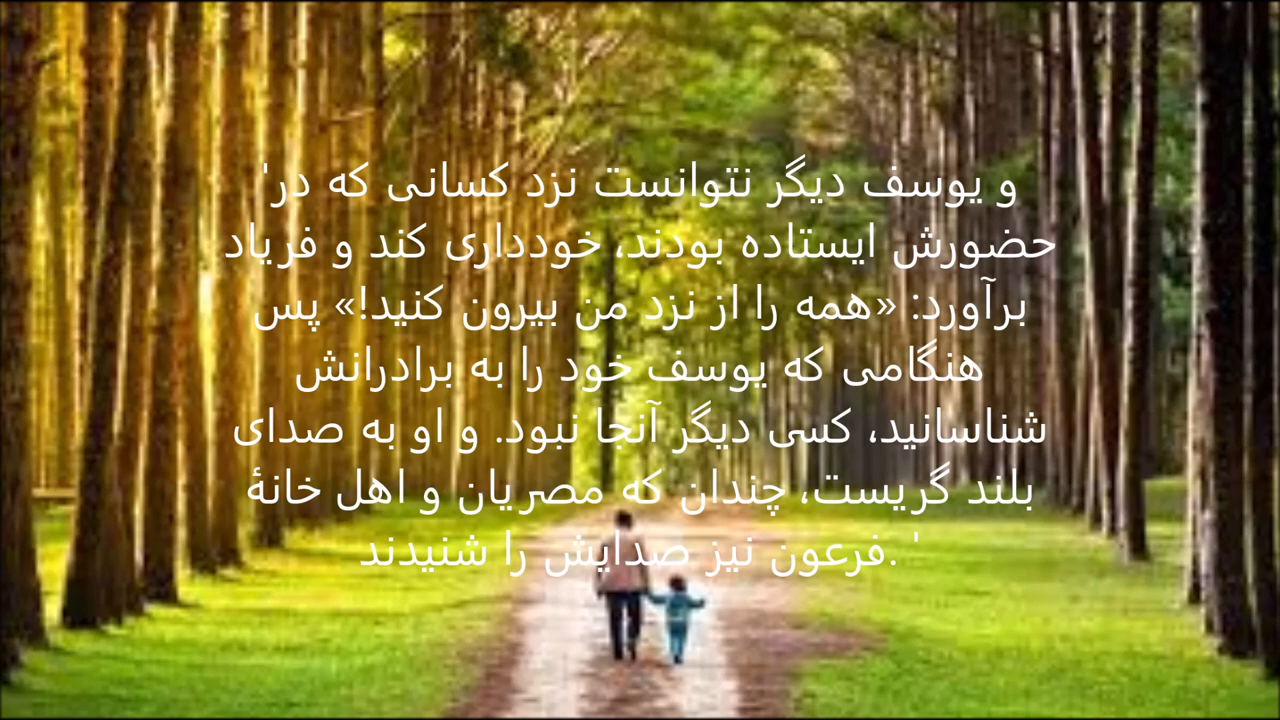 'و یوسف دیگر نتوانست نزد کسانی که در
حضورش ایستاده بودند، خودداری کند و فریاد
برآورد: «همه را از نزد من بیرون کنید!» پس
هنگامی که یوسف خود را به برادرانش
شناسانید، کسی دیگر آنجا نبود. و او به صدای
بلند گریست، چندان که مصریان و اهل خانهٔ
فرعون نیز صدایش را شنیدند. '